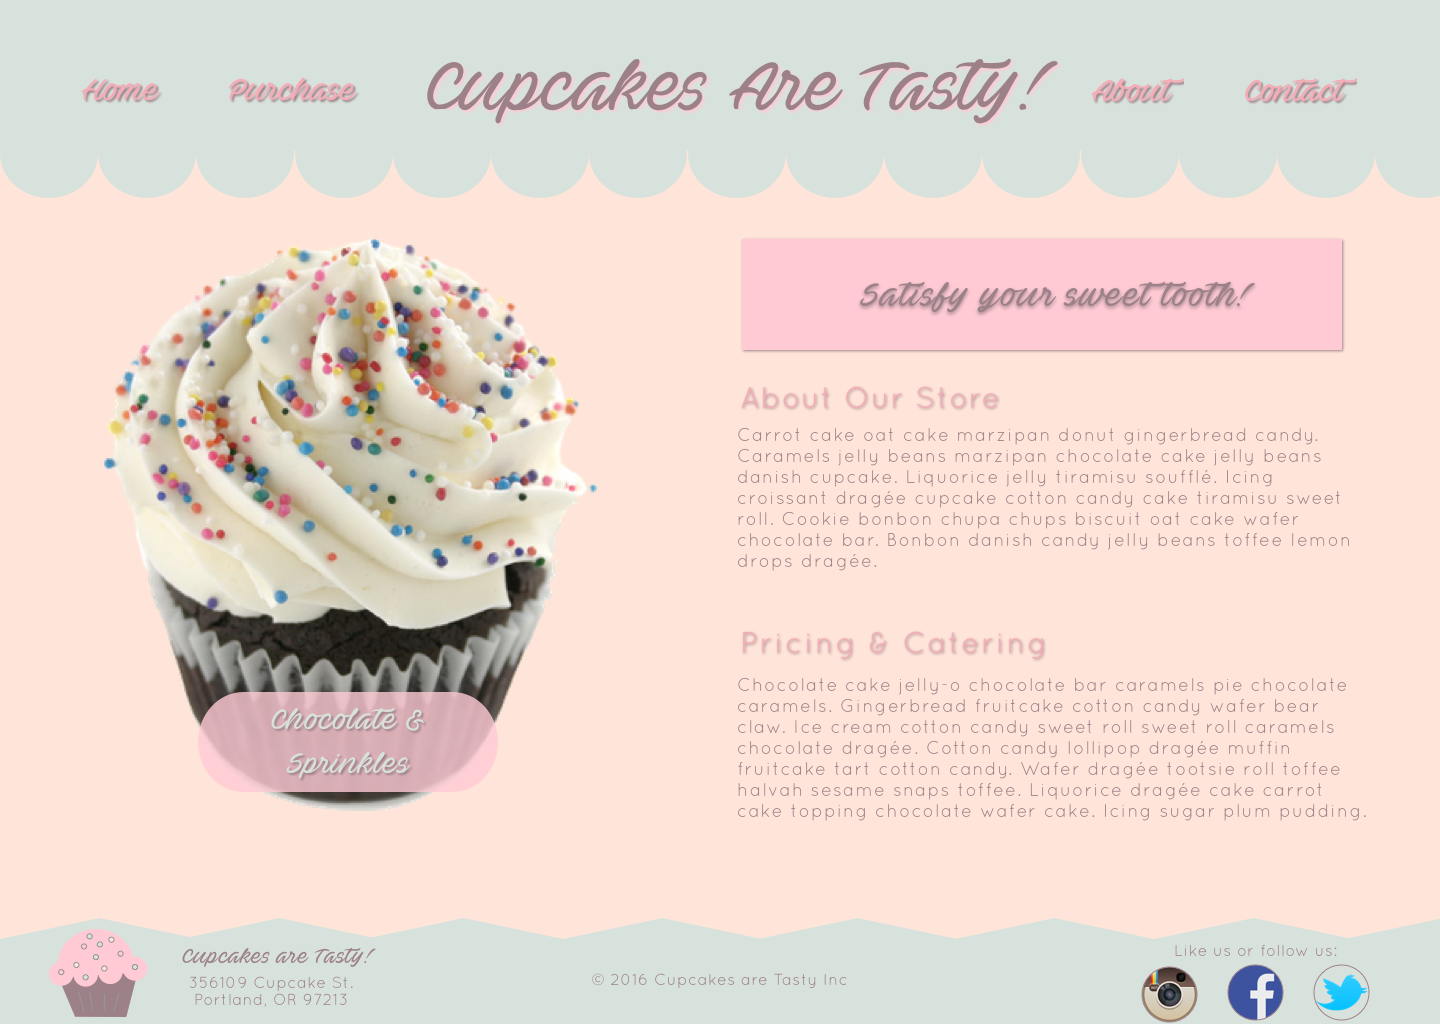 Home
Purchase
Cupcakes Are Tasty!
About
Contact
Satisfy your sweet tooth!
About Our Store
Carrot cake oat cake marzipan donut gingerbread candy.
Caramels jelly beans marzipan chocolate cake jelly beans
danish cupcake. Liquorice jelly tiramisu soufflé. Icing
croissant dragée cupcake cotton candy cake tiramisu sweet
roll. Cookie bonbon chupa chups biscuit oat cake wafer
chocolate bar. Bonbon danish candy jelly beans toffee lemon
drops dragée.
Pricing & Catering
Chocolate cake jelly-o chocolate bar caramels pie chocolate
caramels. Gingerbread fruitcake cotton candy wafer bear
claw. Ice cream cotton candy sweet roll sweet roll caramels
chocolate dragée. Cotton candy lollipop dragée muffin
fruitcake tart cotton candy. Wafer dragée tootsie roll toffee
halvah sesame snaps toffee. Liquorice dragée cake carrot
cake topping chocolate wafer cake. Icing sugar plum pudding.
Chocolate &
Sprinkles
Cupcakes are Tasty!
356109 Cupcake St.
Portland, OR 97213
© 2016 Cupcakes are Tasty Inc
Like us or follow us: